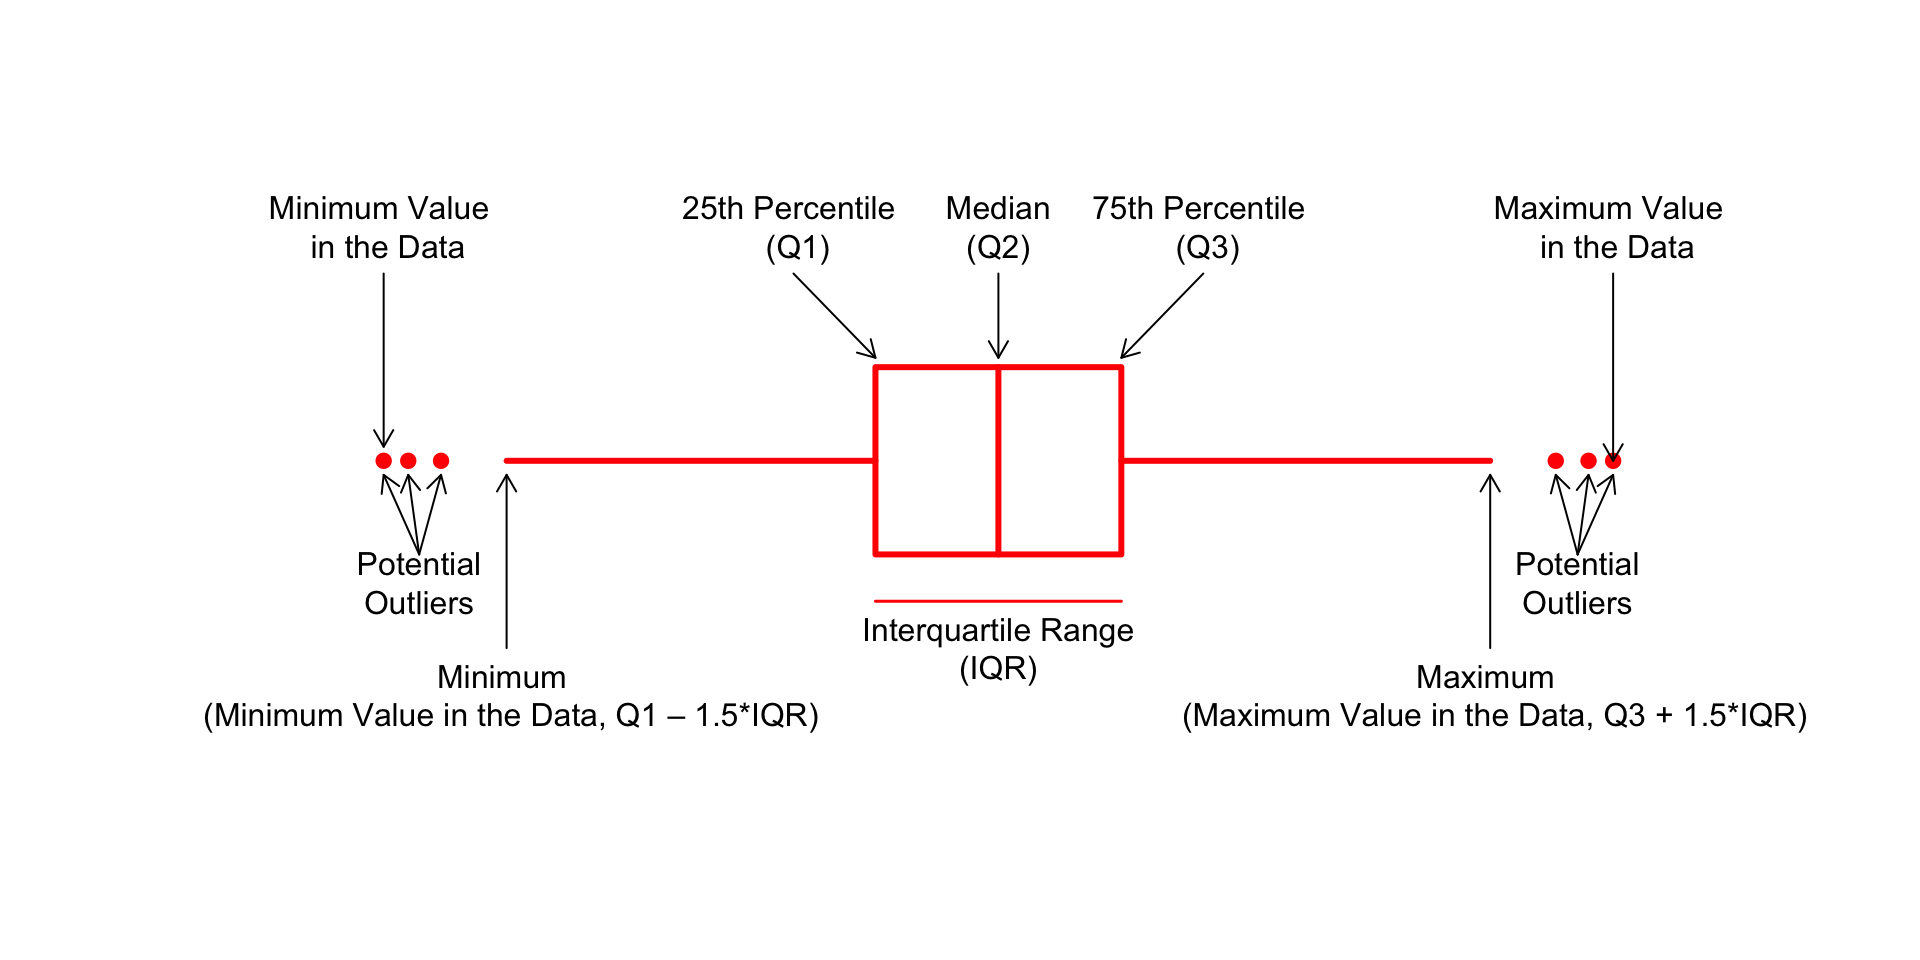 Minimum Value
in the Data
25th Percentile
(Q1)
Median
(Q2)
75th Percentile
(Q3)
Maximum Value
in the Data
Potential
Outliers
Potential
Outliers
Interquartile Range
(IQR)
Minimum
(Minimum Value in the Data, Q1 – 1.5*IQR)
Maximum
(Maximum Value in the Data, Q3 + 1.5*IQR)